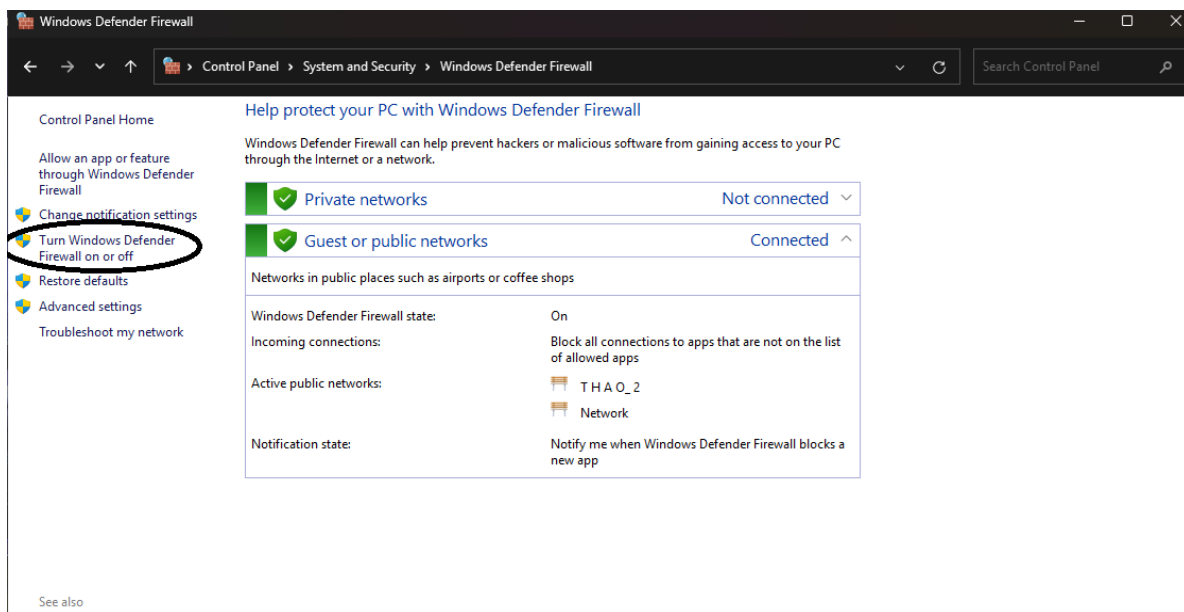 Windows Defender Firewall
Control Panel > System and Security > Windows Defender Firewall
Search Control Panel
Control Panel Home
Allow an app or feature
through Windows Defender
Firewall
Change notification settings
Turn Windows Defender
Firewall on or off
Restore defaults
Advanced settings
Troubleshoot my network
See also
Help protect your PC with Windows Defender Firewall
Windows Defender Firewall can help prevent hackers or malicious software from gaining access to your PC
through the Internet or a network.
Private networks Not connected
Guest or public networks Connected
Networks in public places such as airports or coffee shops
Windows Defender Firewall state: On
Incoming connections: Block all connections to apps that are not on the list
of allowed apps
Active public networks: T H A O_ 2
Network
Notification state: Notify me when Windows Defender Firewall blocks a
new app